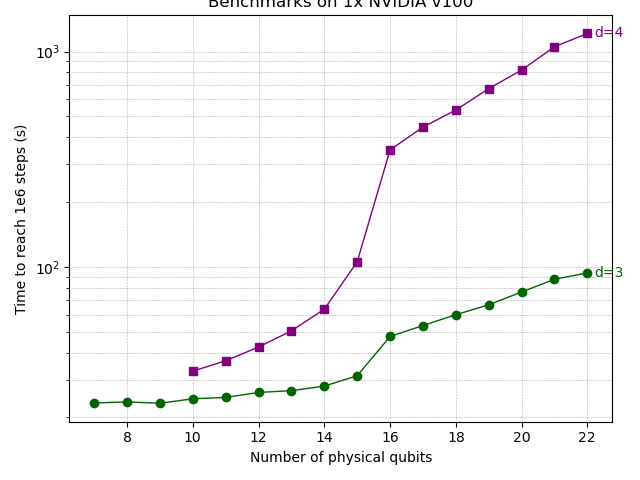 Benchmarks on 1x NVIDIA V100
Time to reach 1e6 steps (s)
10³
10²
d=4
d=3
8 10 12 14 16 18 20 22
Number of physical qubits